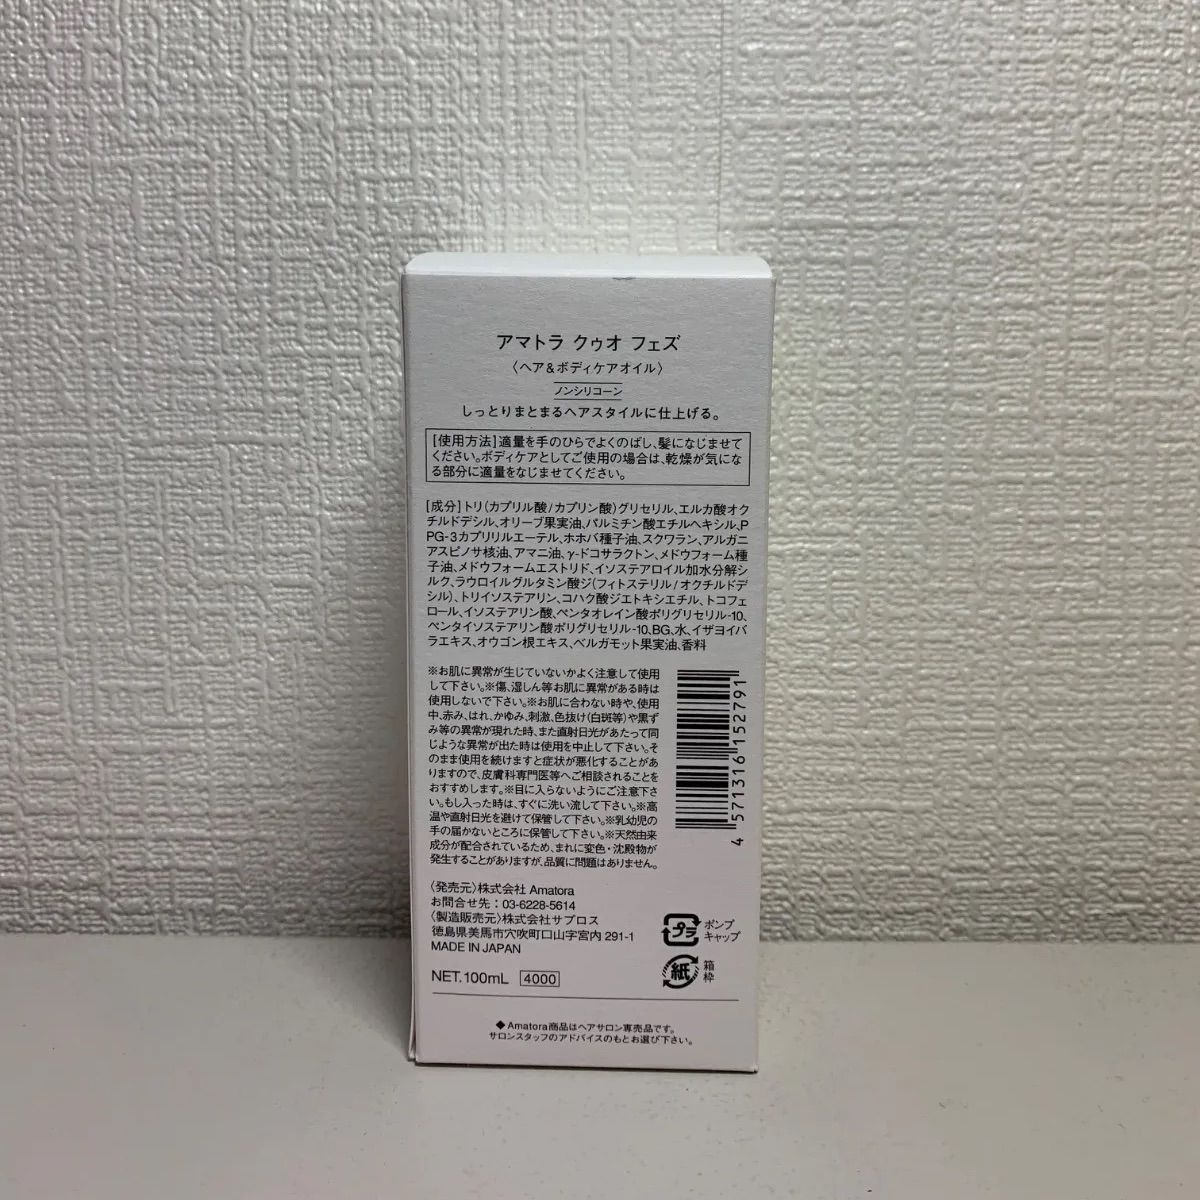 アマトラ クゥオ フェズ
〈ヘア&ボディケアオイル〉
ノンシリコーン
しっとりまとまるヘアスタイルに仕上げる。
[使用方法]適量を手のひらでよくのばし、髪になじませて
ください。ボディケアとしてご使用の場合は、乾燥が気にな
る部分に適量をなじませてください。
[成分]トリ(カプリル酸/カプリン酸)グリセリル、エルカ酸オク
チルドデシル、オリーブ果実油、パルミチン酸エチルヘキシル、P
PG-3カプリリルエーテル、ホホバ種子油、スクワラン、アルガニ
アスピノサ核油、アマニ油、γ-ドコサラクトン、メドウフォーム種
子油、メドウフォームエストリド、イソステアロイル加水分解シ
ルク、ラウロイルグルタミン酸ジ(フィトステリル/オクチルドデ
シル)、トリイソステアリン、コハク酸ジエトキシエチル、トコフェ
ロール、イソステアリン酸、ペンタオレイン酸ポリグリセリル-10、
ペンタイソステアリン酸ポリグリセリル-10、BG、水、イザヨイバ
ラエキス、オウゴン根エキス、ベルガモット果実油、香料
※お肌に異常が生じていないかよく注意して使用
して下さい。※傷、湿しん等お肌に異常がある時は
使用しないで下さい。※お肌に合わない時や、使用
中、赤み、はれ、かゆみ、刺激、色抜け(白斑等)や黒ず
み等の異常が現れた時、また直射日光があたって同
じような異常が出た時は使用を中止して下さい。そ
のまま使用を続けますと症状が悪化することがあ
りますので、皮膚科専門医等へご相談されることを
おすすめします。※目に入らないようにご注意下さ
い。もし入った時は、すぐに洗い流して下さい。※高
温や直射日光を避けて保管して下さい。※乳幼児の
手の届かないところに保管して下さい。※天然由来
成分が配合されているため、まれに変色・沈殿物が
発生することがありますが、品質に問題はありません。
4 571316 152791
〈発売元〉株式会社 Amatora
お問合せ先:03-6228-5614
〈製造販売元〉株式会社サプロス
徳島県美馬市穴吹町口山字宮内 291-1
MADE IN JAPAN
プラ
ポンプ
キャップ
紙
箱
枠
NET.100mL 4000
◆Amatora商品はヘアサロン専売品です。
サロンスタッフのアドバイスのもとお選び下さい。